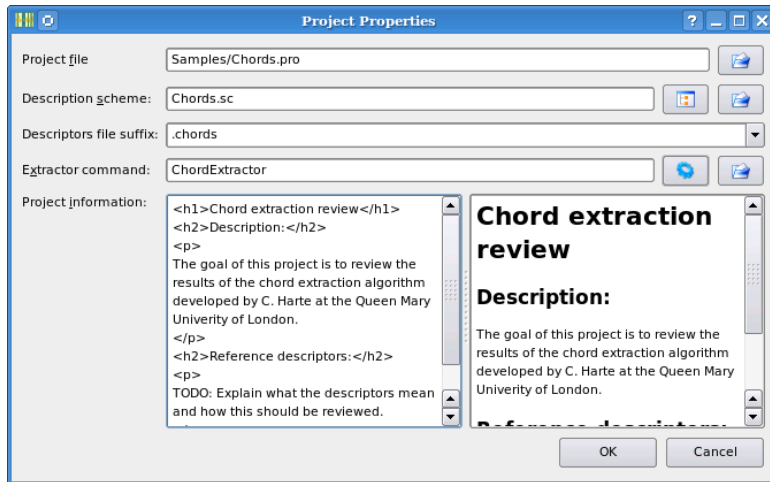 Project Properties
Project file
Samples/Chords.pro
Description scheme:
Chords.sc
Descriptors file suffix:
.chords
Extractor command:
ChordExtractor
Project information:
<h1>Chord extraction review</h1>
<h2>Description:</h2>
<p>
The goal of this project is to review the
results of the chord extraction algorithm
developed by C. Harte at the Queen Mary
Univerity of London.
</p>
<h2>Reference descriptors:</h2>
<p>
TODO: Explain what the descriptors mean
and how this should be reviewed.
Chord extraction
review
Description:
The goal of this project is to review the
results of the chord extraction algorithm
developed by C. Harte at the Queen Mary
Univerity of London.
Reference descriptors:
OK
Cancel